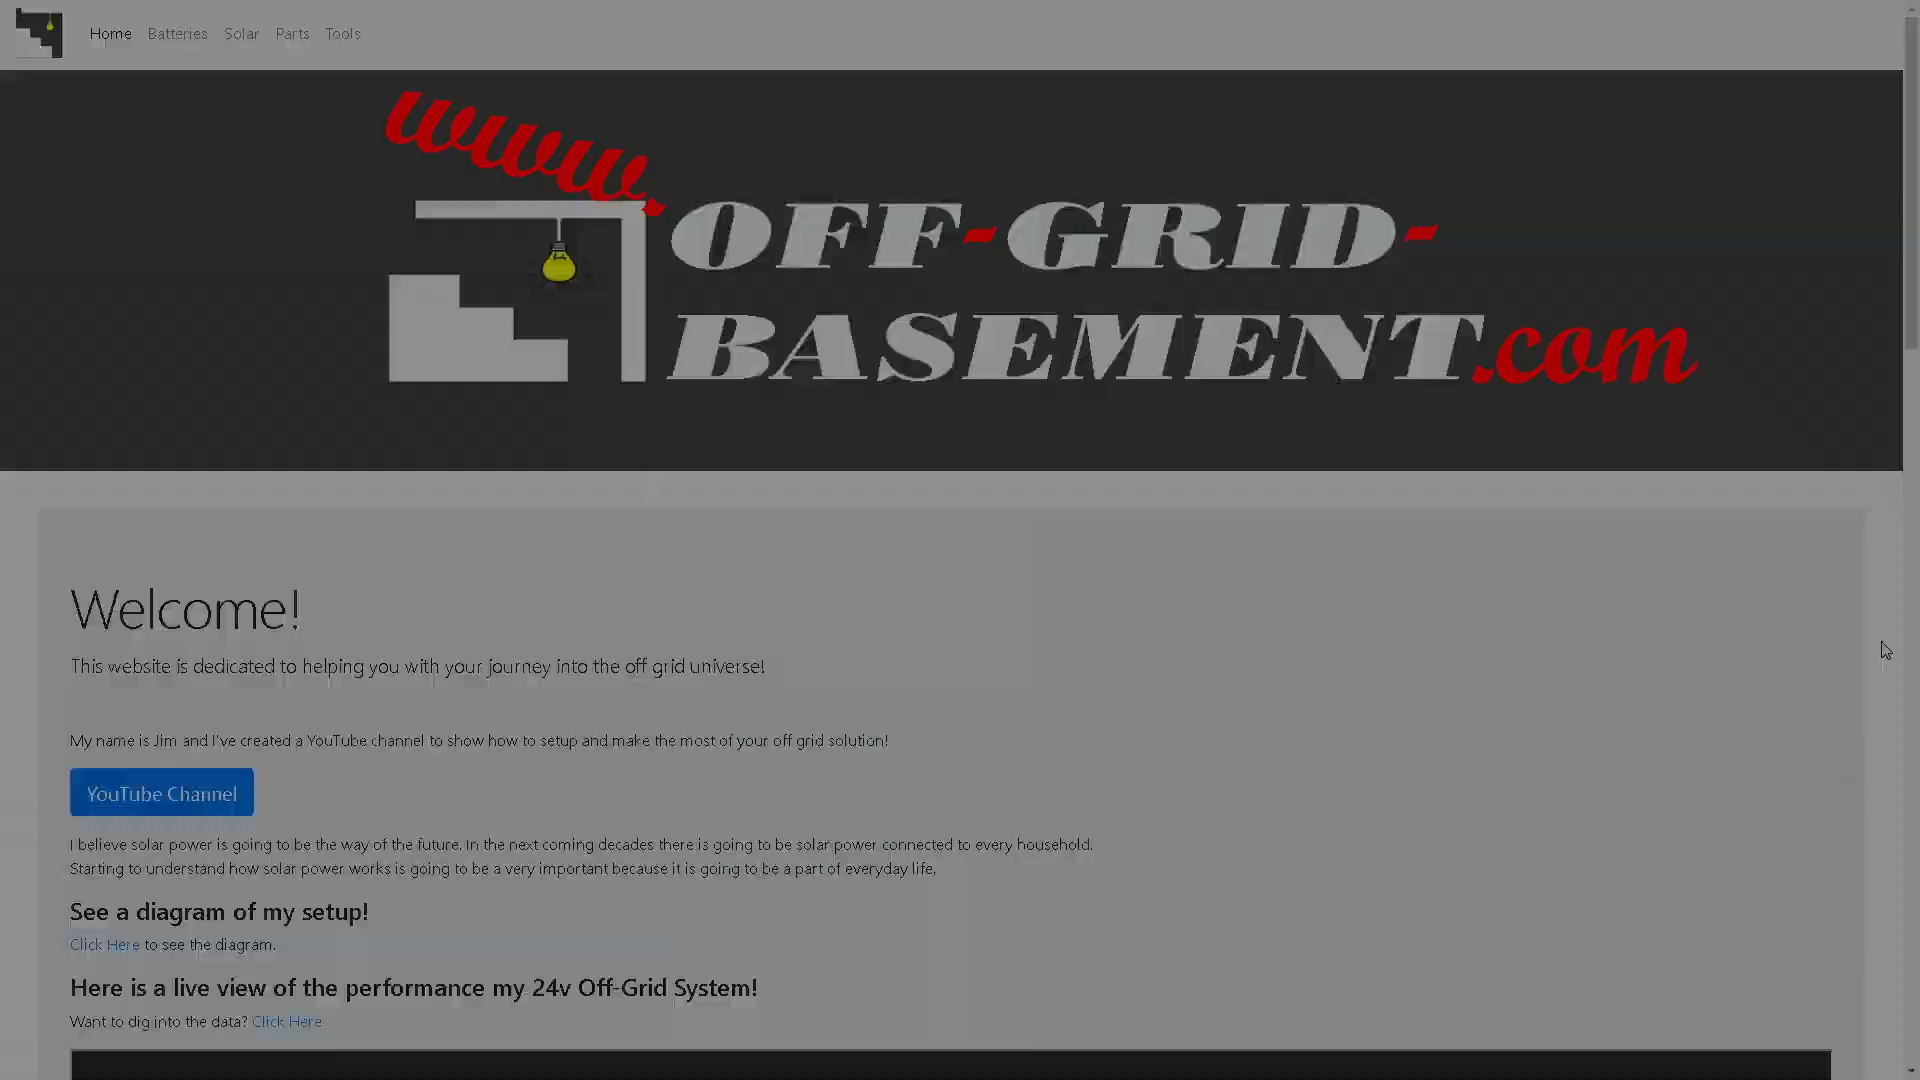 Home Batteries Solar Parts Tools
www.
OFF-GRID-
BASEMENT.com
Welcome!
This website is dedicated to helping you with your journey into the off grid universe!
My name is Jim and I've created a YouTube channel to show how to setup and make the most of your off grid solution!
YouTube Channel
I believe solar power is going to be the way of the future. In the next coming decades there is going to be solar power connected to every household.
Starting to understand how solar power works is going to be a very important because it is going to be a part of everyday life.
See a diagram of my setup!
Click Here to see the diagram.
Here is a live view of the performance my 24v Off-Grid System!
Want to dig into the data? Click Here